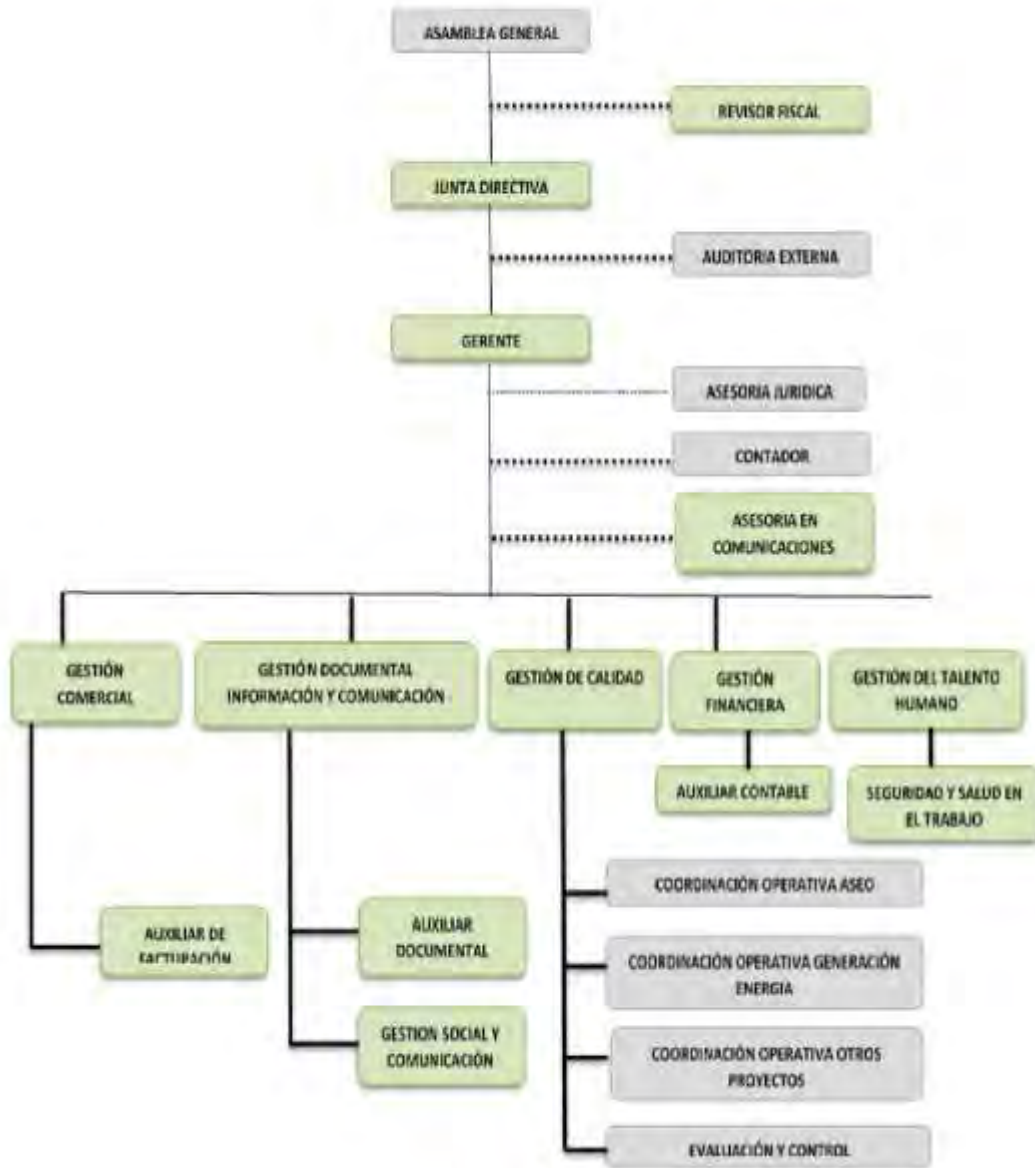 ASAMBLEA GENERAL
REVISOR FISCAL
JUNTA DIRECTIVA
AUDITORIA EXTERNA
GERENTE
ASESORIA JURIDICA
CONTADOR
ASESORIA EN
COMUNICACIONES
GESTIÓN
COMERCIAL
GESTIÓN DOCUMENTAL
INFORMACIÓN Y COMUNICACIÓN
GESTIÓN DE CALIDAD
GESTIÓN
FINANCIERA
GESTIÓN DEL TALENTO
HUMANO
AUXILIAR CONTABLE
SEGURIDAD Y SALUD EN
EL TRABAJO
COORDINACIÓN OPERATIVA ASEO
AUXILIAR DE
FACTURACIÓN
AUXILIAR
DOCUMENTAL
COORDINACIÓN OPERATIVA GENERACIÓN
ENERGIA
GESTION SOCIAL Y
COMUNICACIÓN
COORDINACIÓN OPERATIVA OTROS
PROYECTOS
EVALUACIÓN Y CONTROL